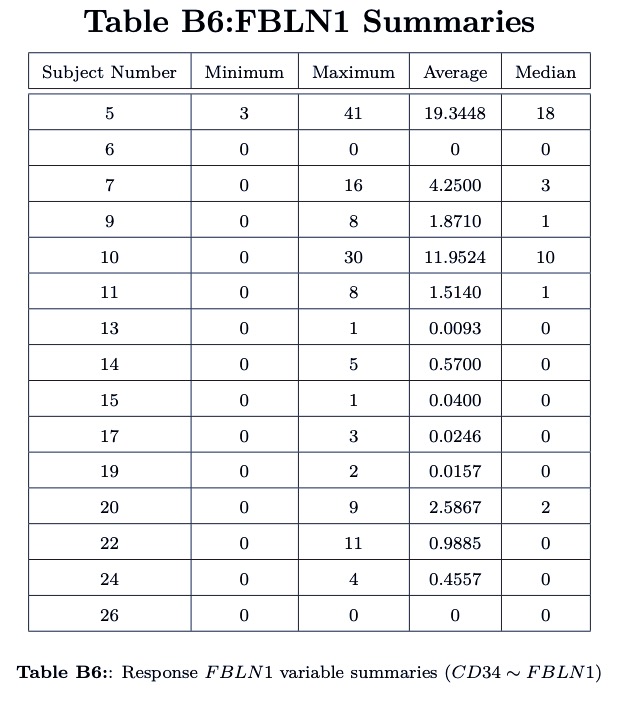 Table B6:FBLN1 Summaries
Subject Number Minimum Maximum Average Median
5 3 41 19.3448 18
6 0 0 0 0
7 0 16 4.2500 3
9 0 8 1.8710 1
10 0 30 11.9524 10
11 0 8 1.5140 1
13 0 1 0.0093 0
14 0 5 0.5700 0
15 0 1 0.0400 0
17 0 3 0.0246 0
19 0 2 0.0157 0
20 0 9 2.5867 2
22 0 11 0.9885 0
24 0 4 0.4557 0
26 0 0 0 0
Table B6:: Response FBLN1 variable summaries (CD34 ∼ FBLN1)